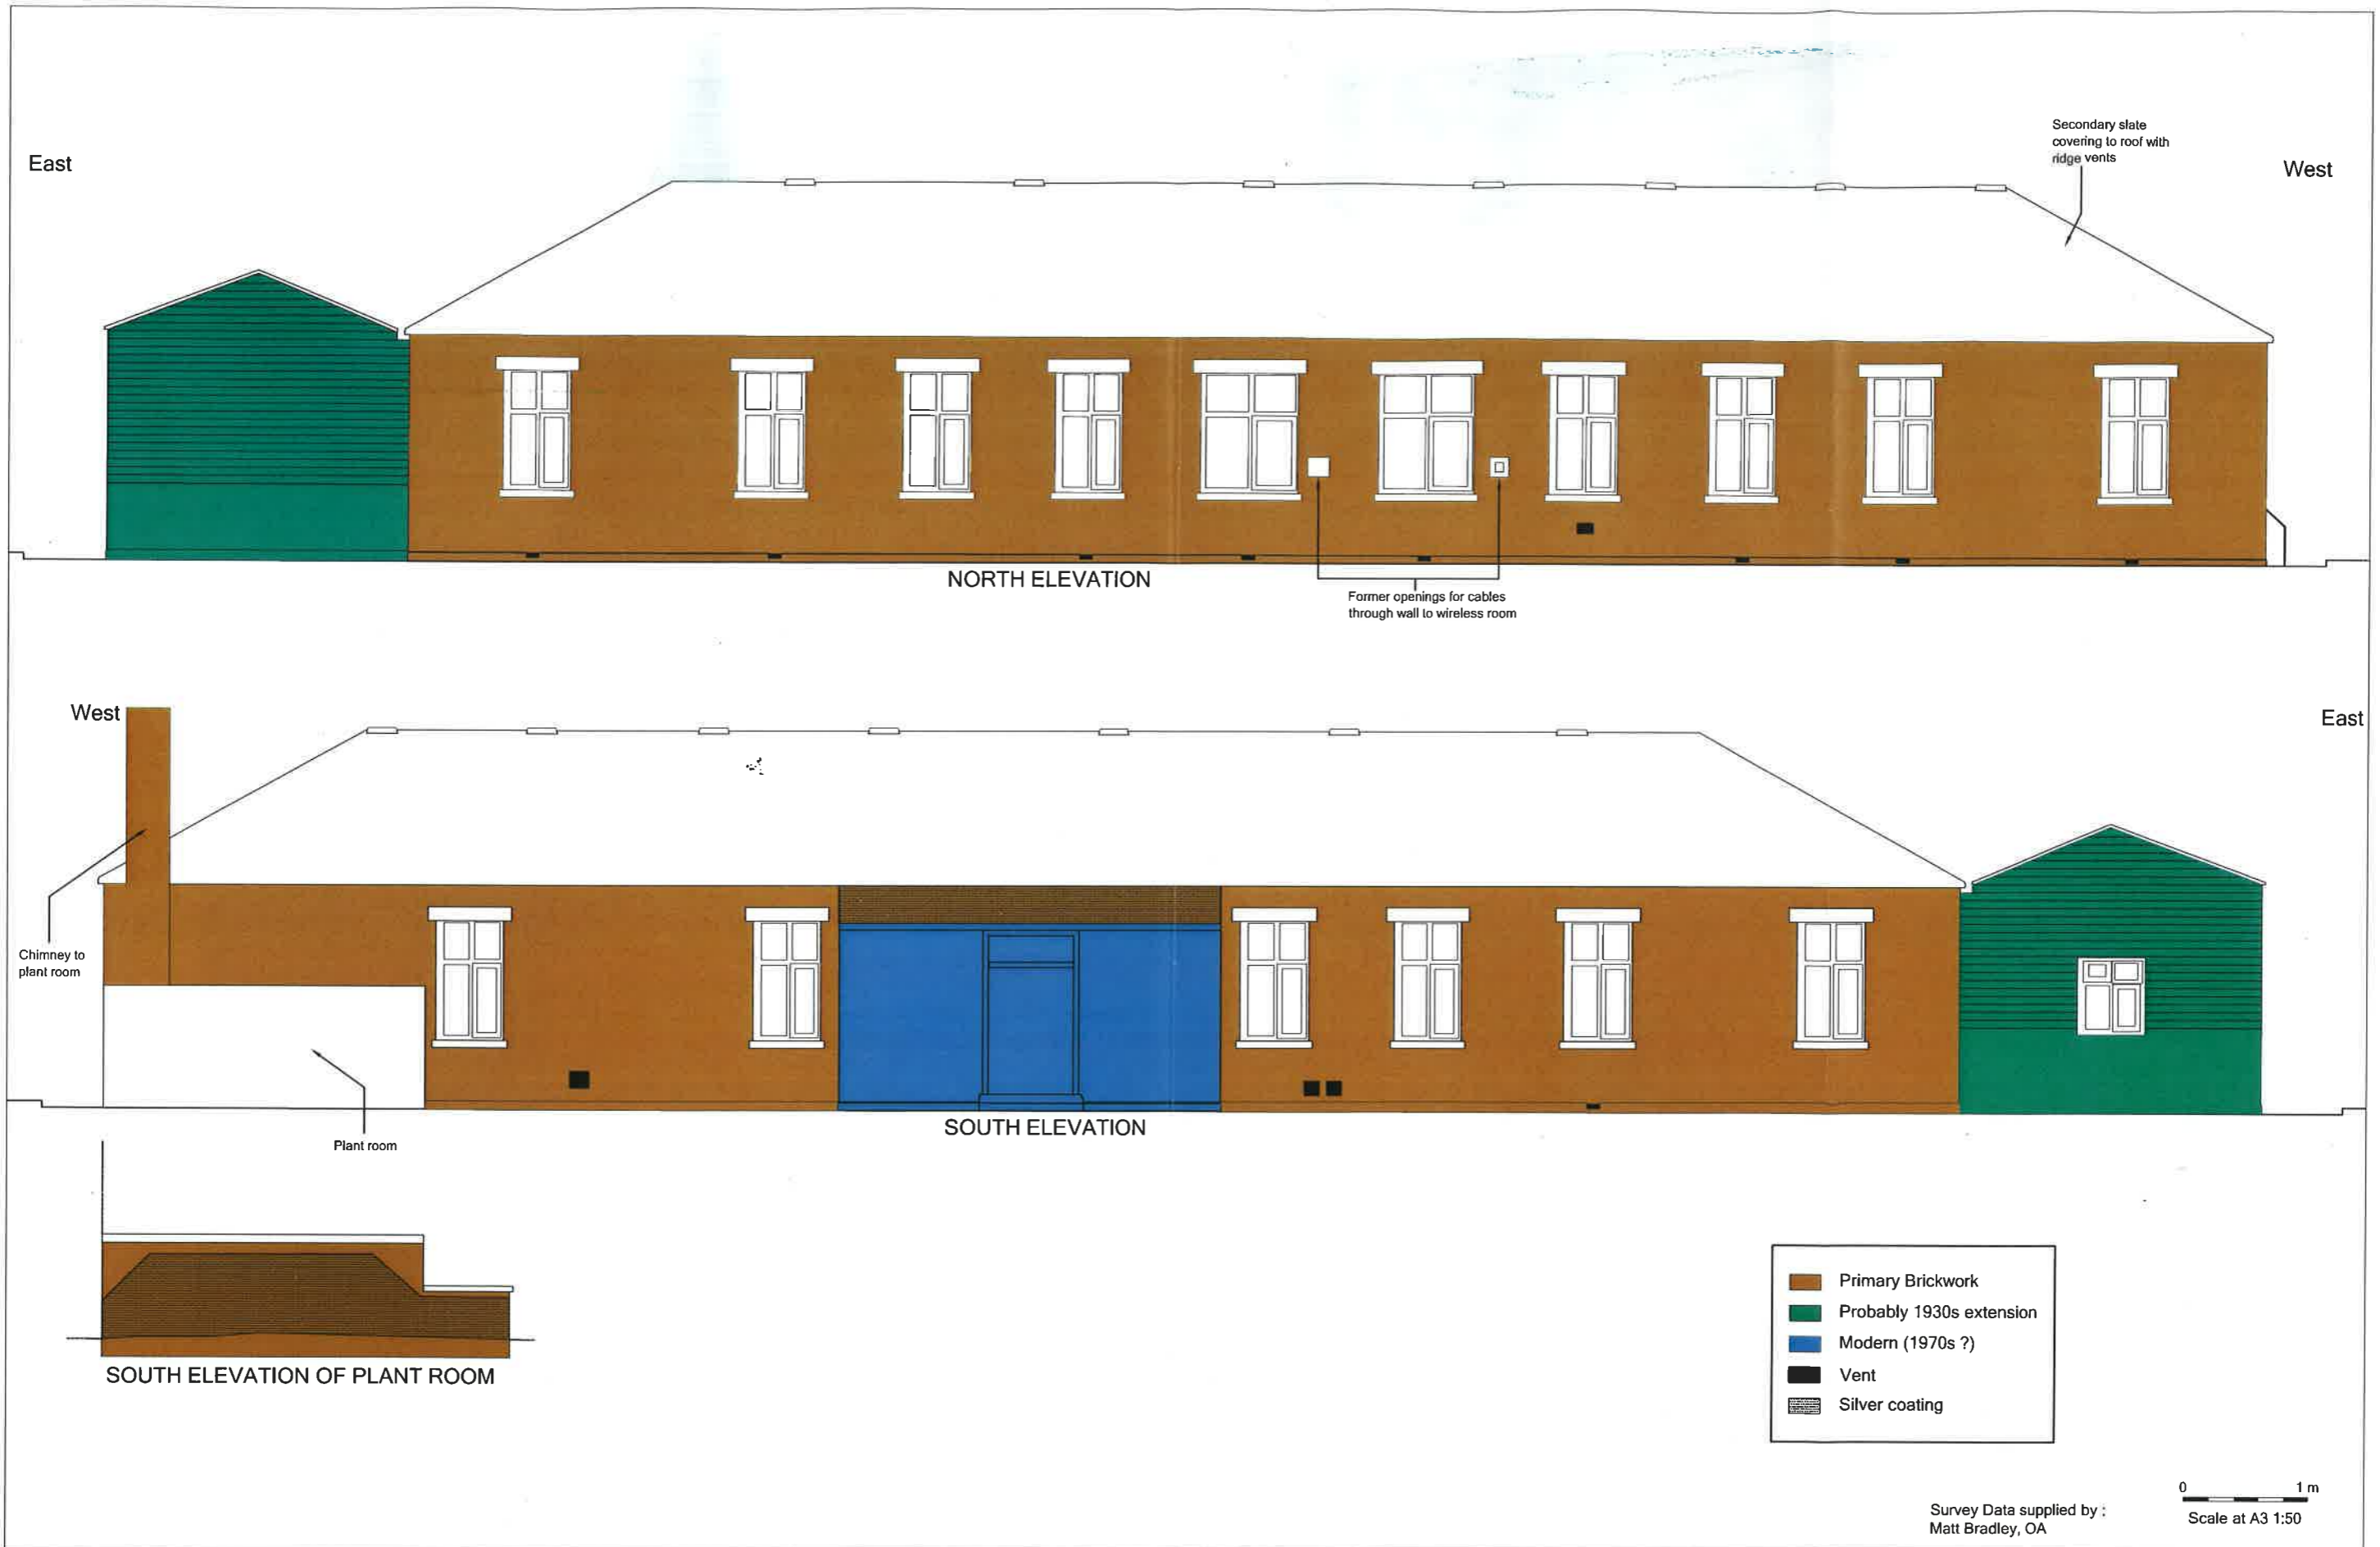 East
Secondary slate
covering to roof with
ridge vents
West
NORTH ELEVATION
Former openings for cables
through wall to wireless room
West
East
Chimney to
plant room
SOUTH ELEVATION
Plant room
SOUTH ELEVATION OF PLANT ROOM
Primary Brickwork
Probably 1930s extension
Modern (1970s ?)
Vent
Silver coating
Survey Data supplied by :
Matt Bradley, OA
0 1 m
Scale at A3 1:50